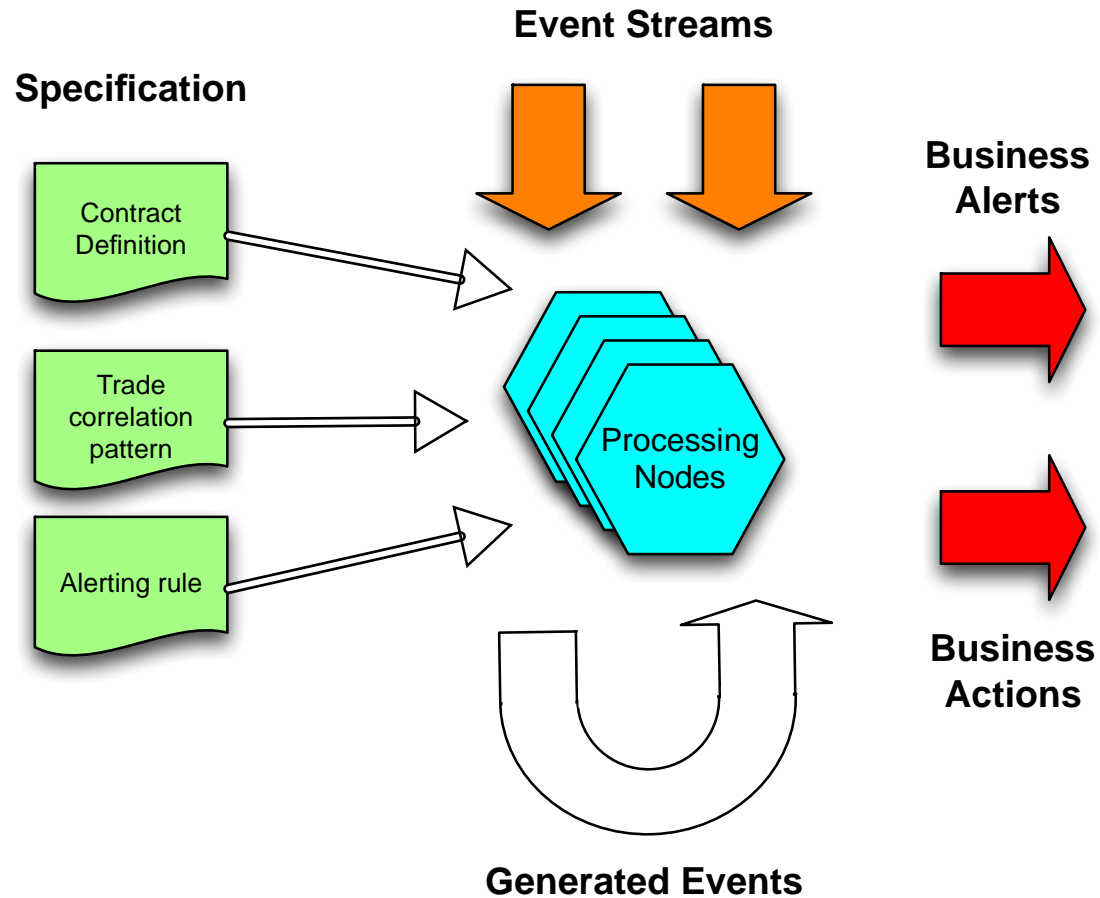 Event Streams
Specification
Business
Alerts
Contract
Definition
Trade
correlation
pattern
Processing
Nodes
Alerting rule
Business
Actions
Generated Events